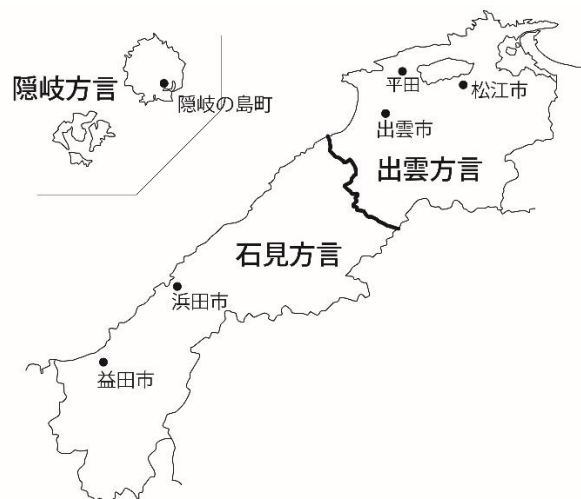 隠岐方言
隠岐の島町
平田
松江市
出雲市
出雲方言
石見方言
浜田市
益田市